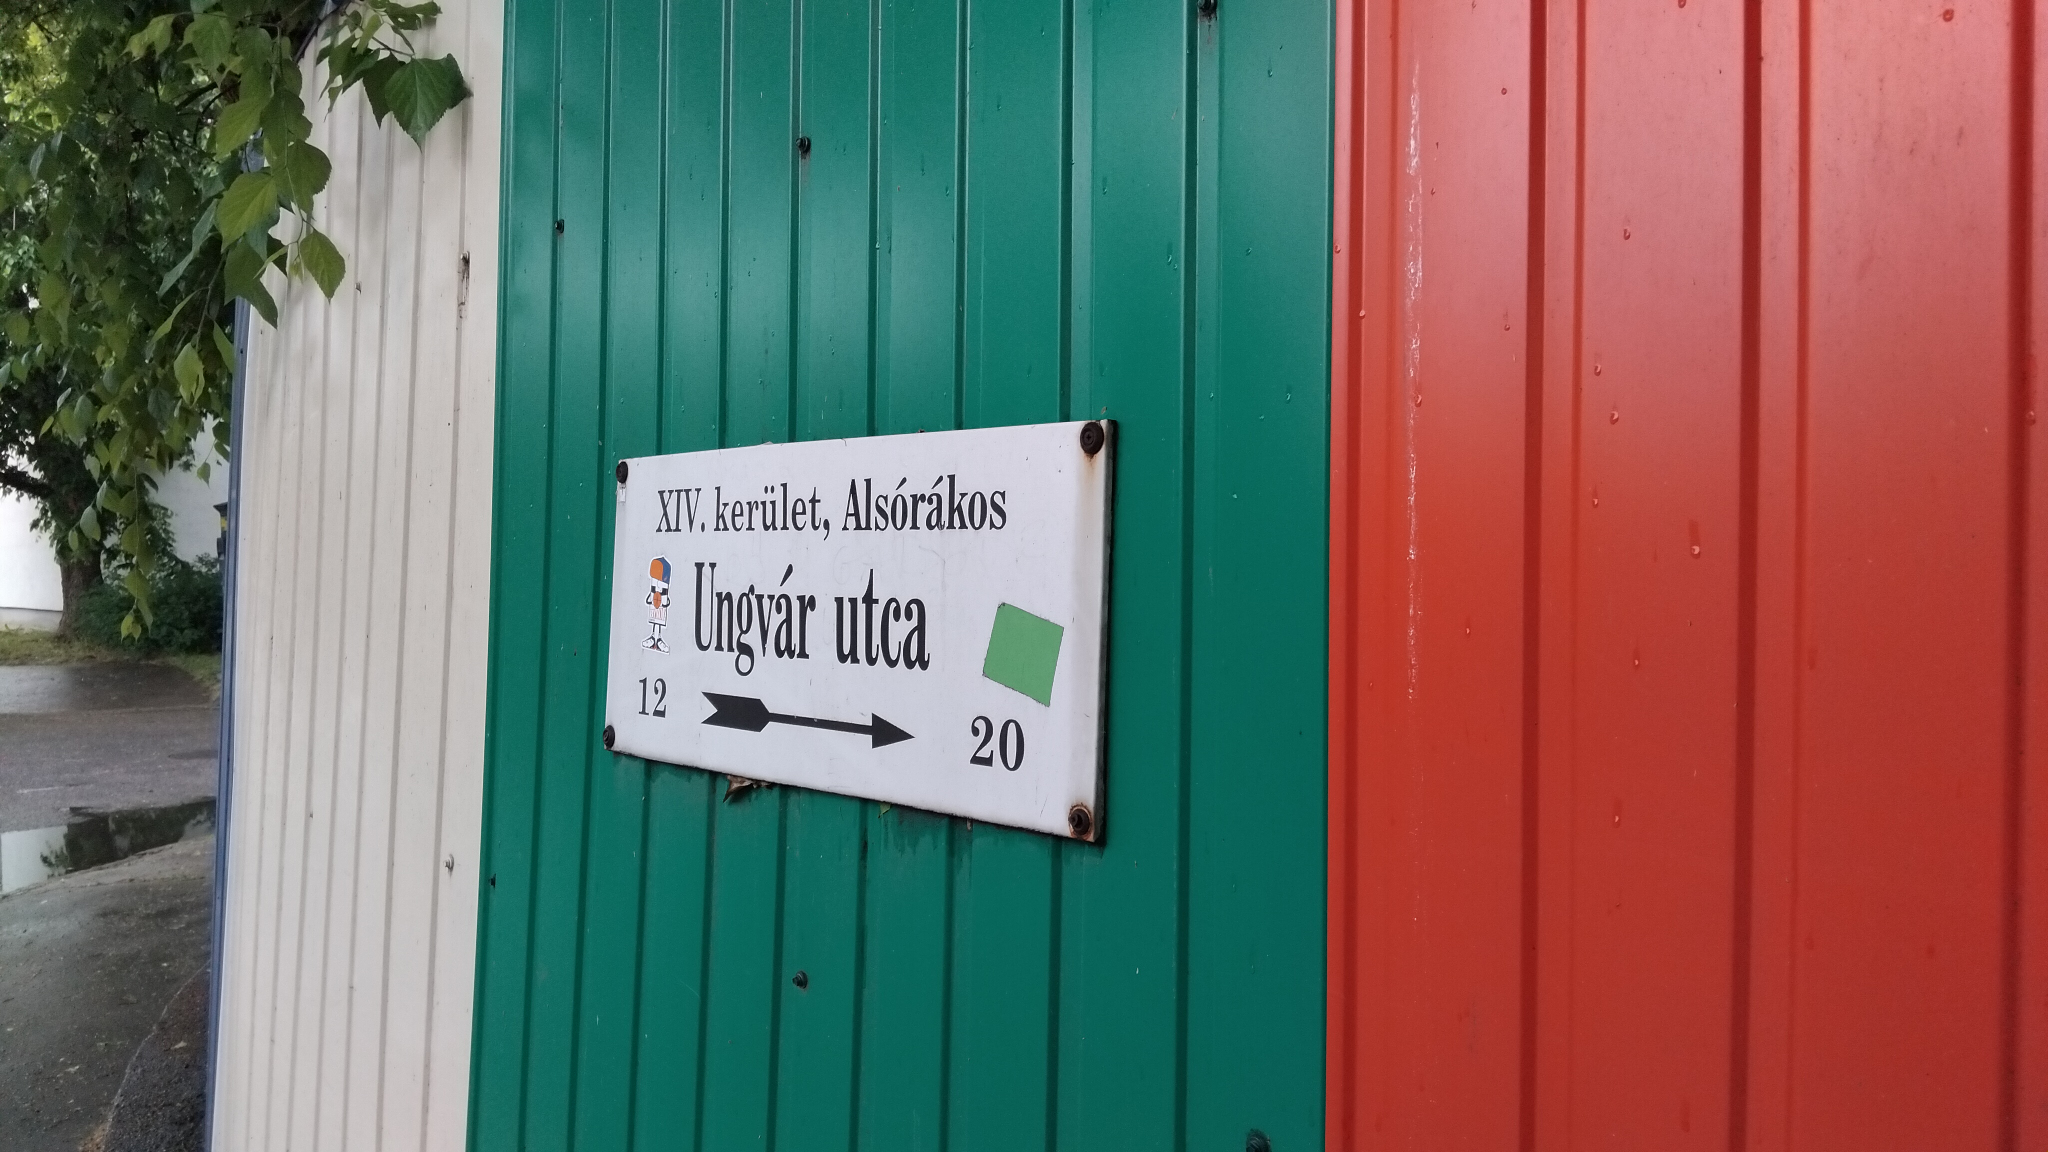 XIV. kerület, Alsórákos
Ungvár utca
12 20